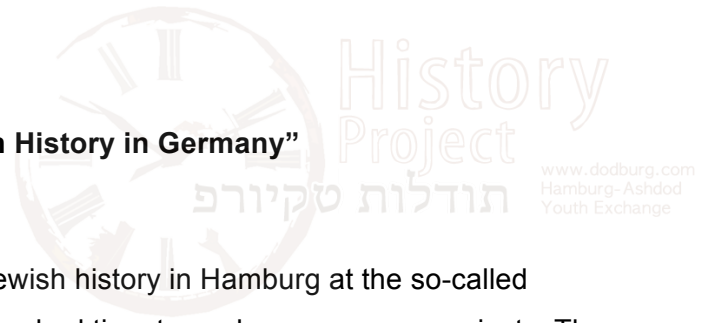 History in Germany”
History
Project
תודלות טקיורפ
www.dodburg.com
Hamburg-Ashdod
Youth Exchange
ewish history in Hamburg at the so-called